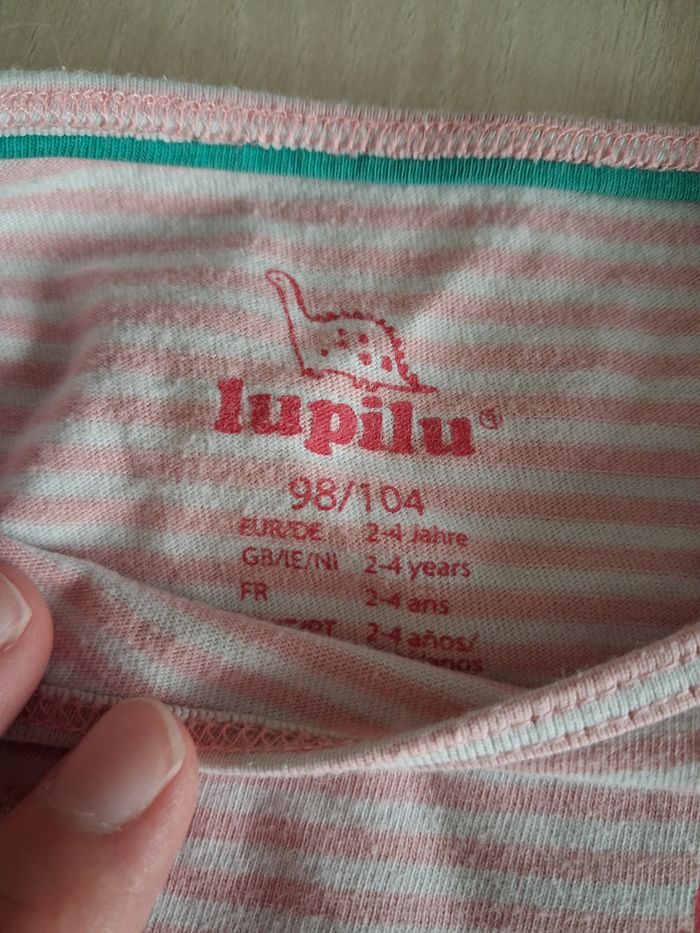 lupilu®
98/104
EUR/DE 2-4 Jahre
GB/IE/NI 2-4 years
FR 2-4 ans
2-4 años/